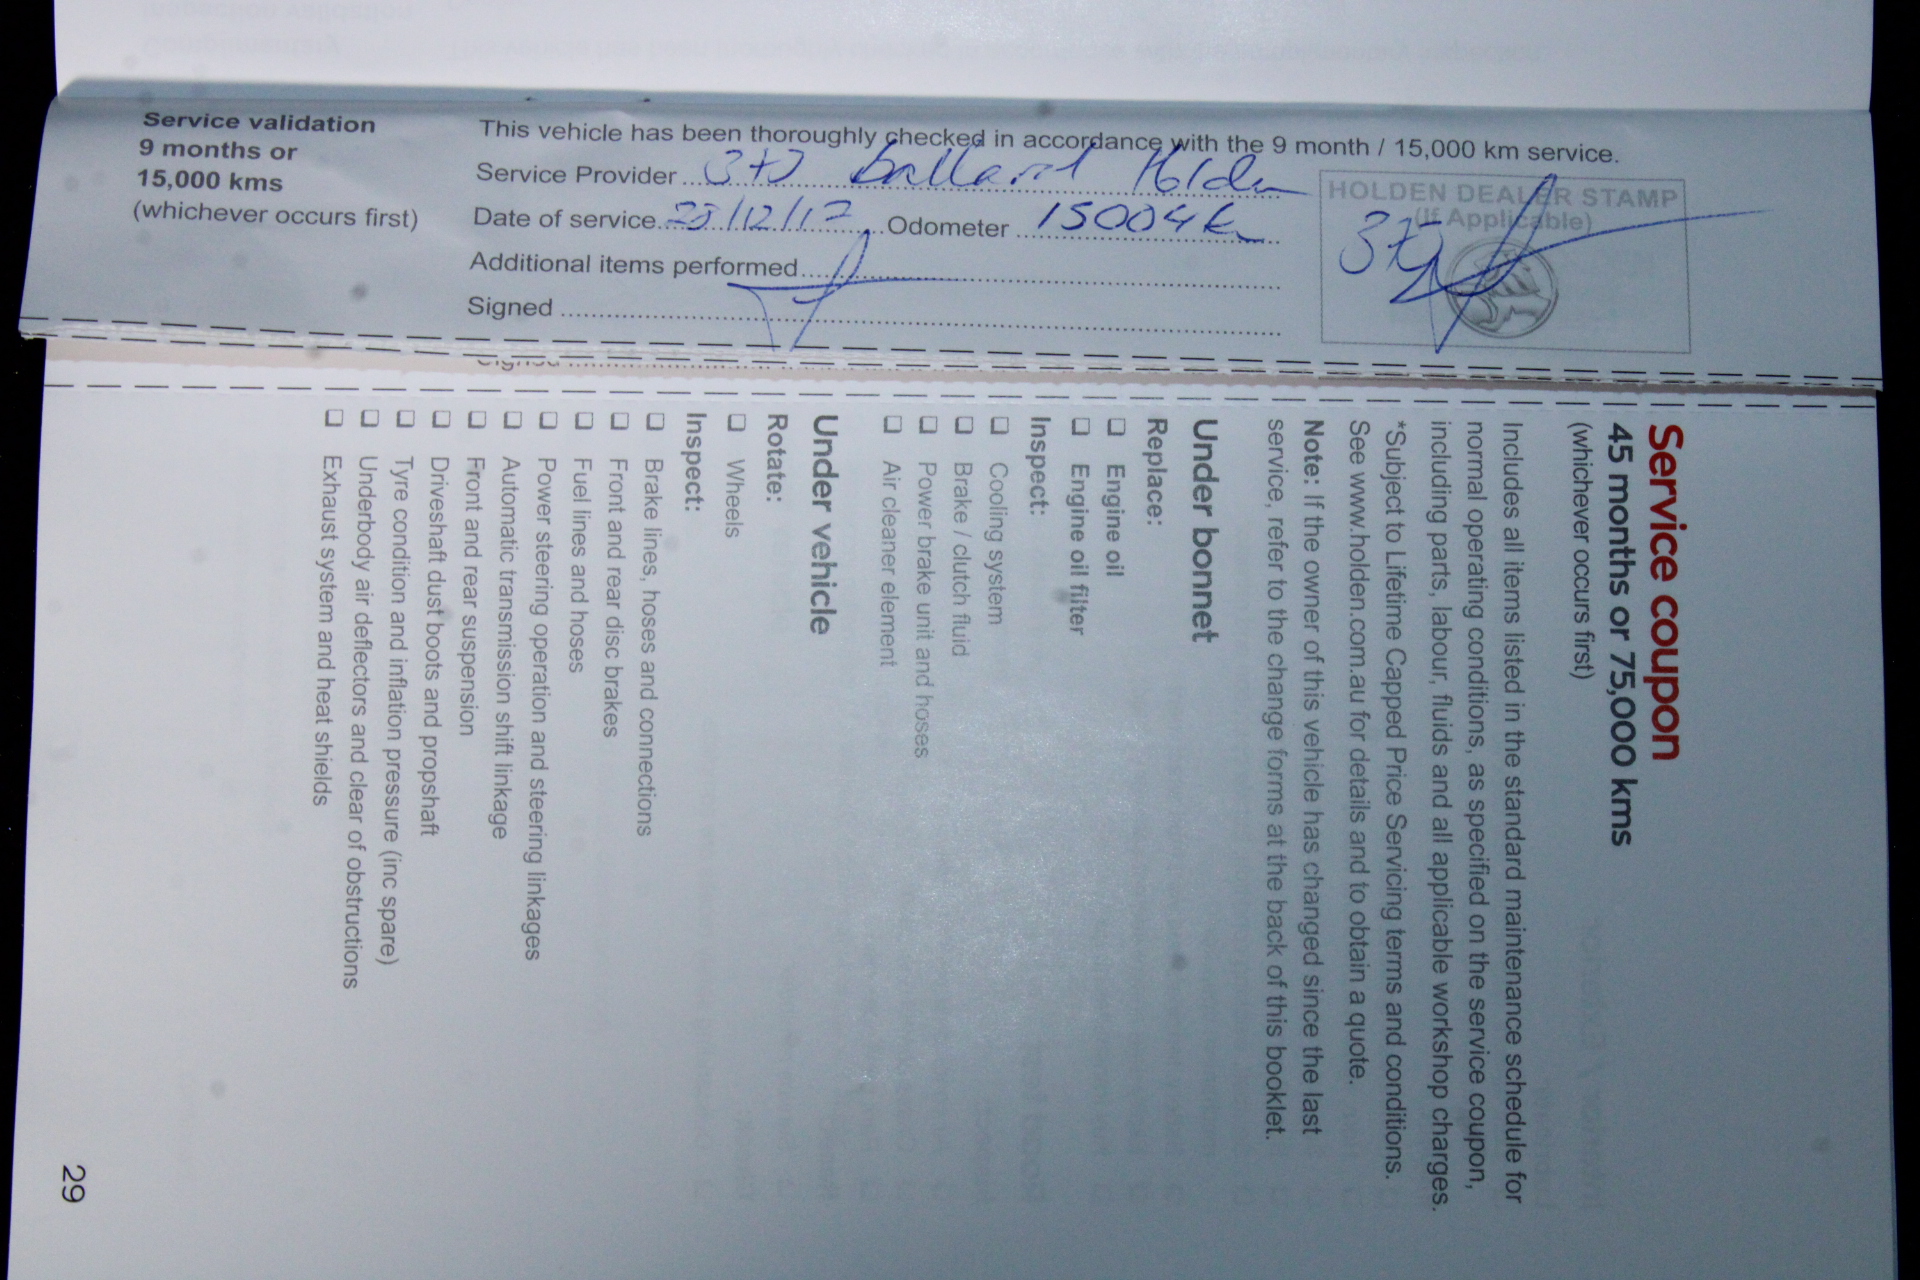 Service validation
9 months or
15,000 kms
(whichever occurs first)
This vehicle has been thoroughly checked in accordance with the 9 month / 15,000 km service.
Service Provider Ballarat Holden
Date of service /12/17 Odometer 15004 km
Additional items performed
Signed
HOLDEN DEALER STAMP
(If Applicable)
Service coupon
45 months or 75,000 kms
(whichever occurs first)
Includes all items listed in the standard maintenance schedule for
normal operating conditions, as specified on the service coupon,
including parts, labour, fluids and all applicable workshop charges.
*Subject to Lifetime Capped Price Servicing terms and conditions.
See www.holden.com.au for details and to obtain a quote.
Note: If the owner of this vehicle has changed since the last
service, refer to the change forms at the back of this booklet.
Under bonnet
Replace:
❑ Engine oil
❑ Engine oil filter
Inspect:
❑ Cooling system
❑ Brake / clutch fluid
❑ Power brake unit and hoses
❑ Air cleaner element
Under vehicle
Rotate:
❑ Wheels
Inspect:
❑ Brake lines, hoses and connections
❑ Front and rear disc brakes
❑ Fuel lines and hoses
❑ Power steering operation and steering linkages
❑ Automatic transmission shift linkage
❑ Front and rear suspension
❑ Driveshaft dust boots and propshaft
❑ Tyre condition and inflation pressure (inc spare)
❑ Underbody air deflectors and clear of obstructions
❑ Exhaust system and heat shields
29